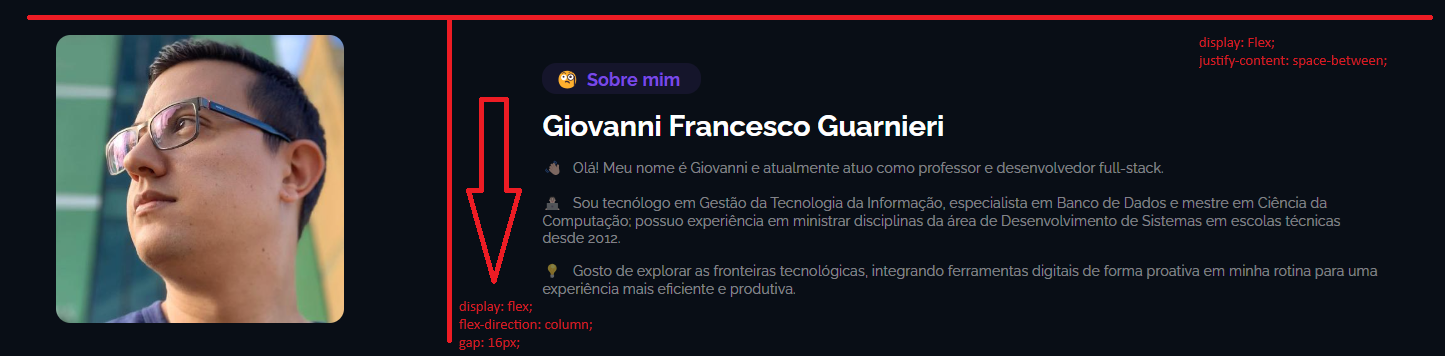 display: Flex;
justify-content: space-between;
🧐 Sobre mim
Giovanni Francesco Guarnieri
👋🏽 Olá! Meu nome é Giovanni e atualmente atuo como professor e desenvolvedor full-stack.
👨🏽‍💻 Sou tecnólogo em Gestão da Tecnologia da Informação, especialista em Banco de Dados e mestre em Ciência da
Computação; possuo experiência em ministrar disciplinas da área de Desenvolvimento de Sistemas em escolas técnicas
desde 2012.
💡 Gosto de explorar as fronteiras tecnológicas, integrando ferramentas digitais de forma proativa em minha rotina para uma
experiência mais eficiente e produtiva.
display: flex;
flex-direction: column;
gap: 16px;